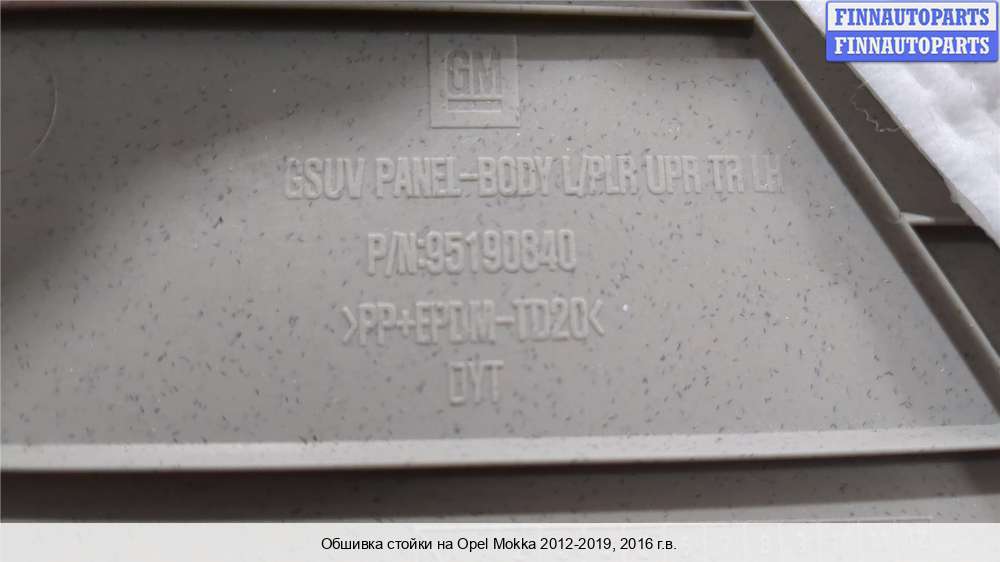 FINNAUTOPARTS
FINNAUTOPARTS
GM
GSUV PANEL-BODY L/PLR UPR TR LH
P/N:95190840
>PP+EPDM-TD20<
DYT
Обшивка стойки на Opel Mokka 2012-2019, 2016 г.в.